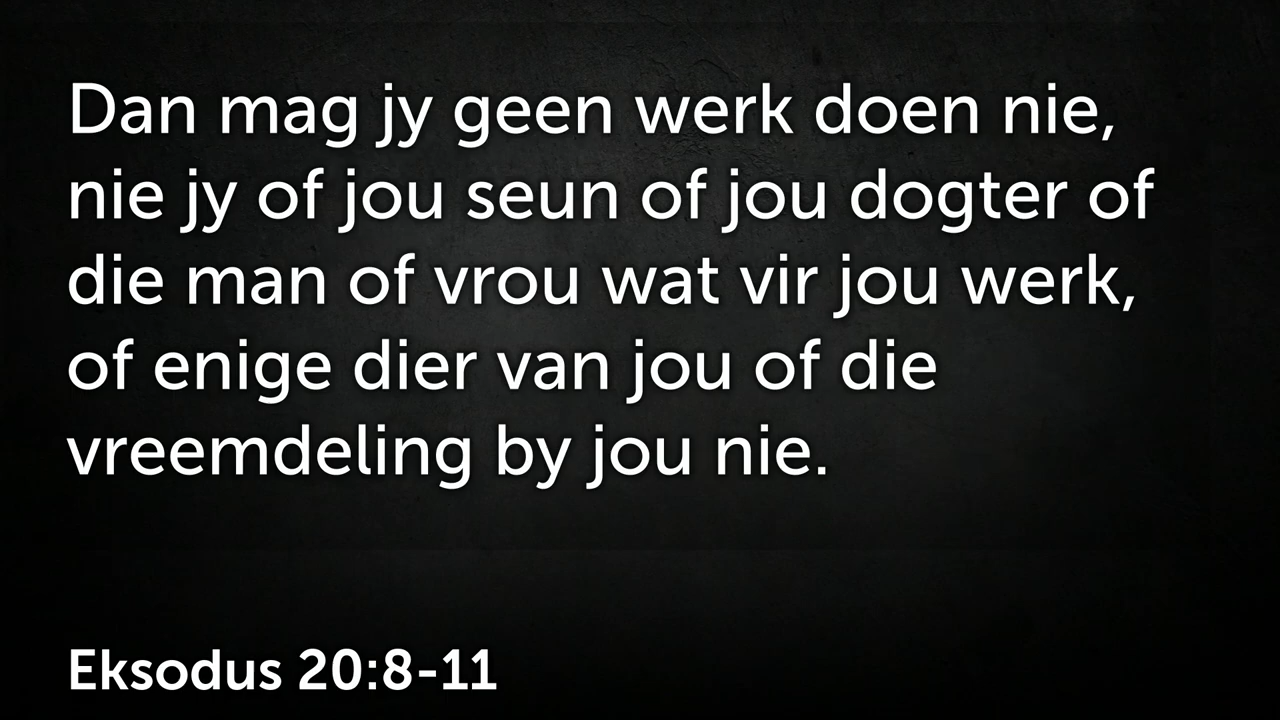 Dan mag jy geen werk doen nie,
nie jy of jou seun of jou dogter of
die man of vrou wat vir jou werk,
of enige dier van jou of die
vreemdeling by jou nie.
Eksodus 20:8-11